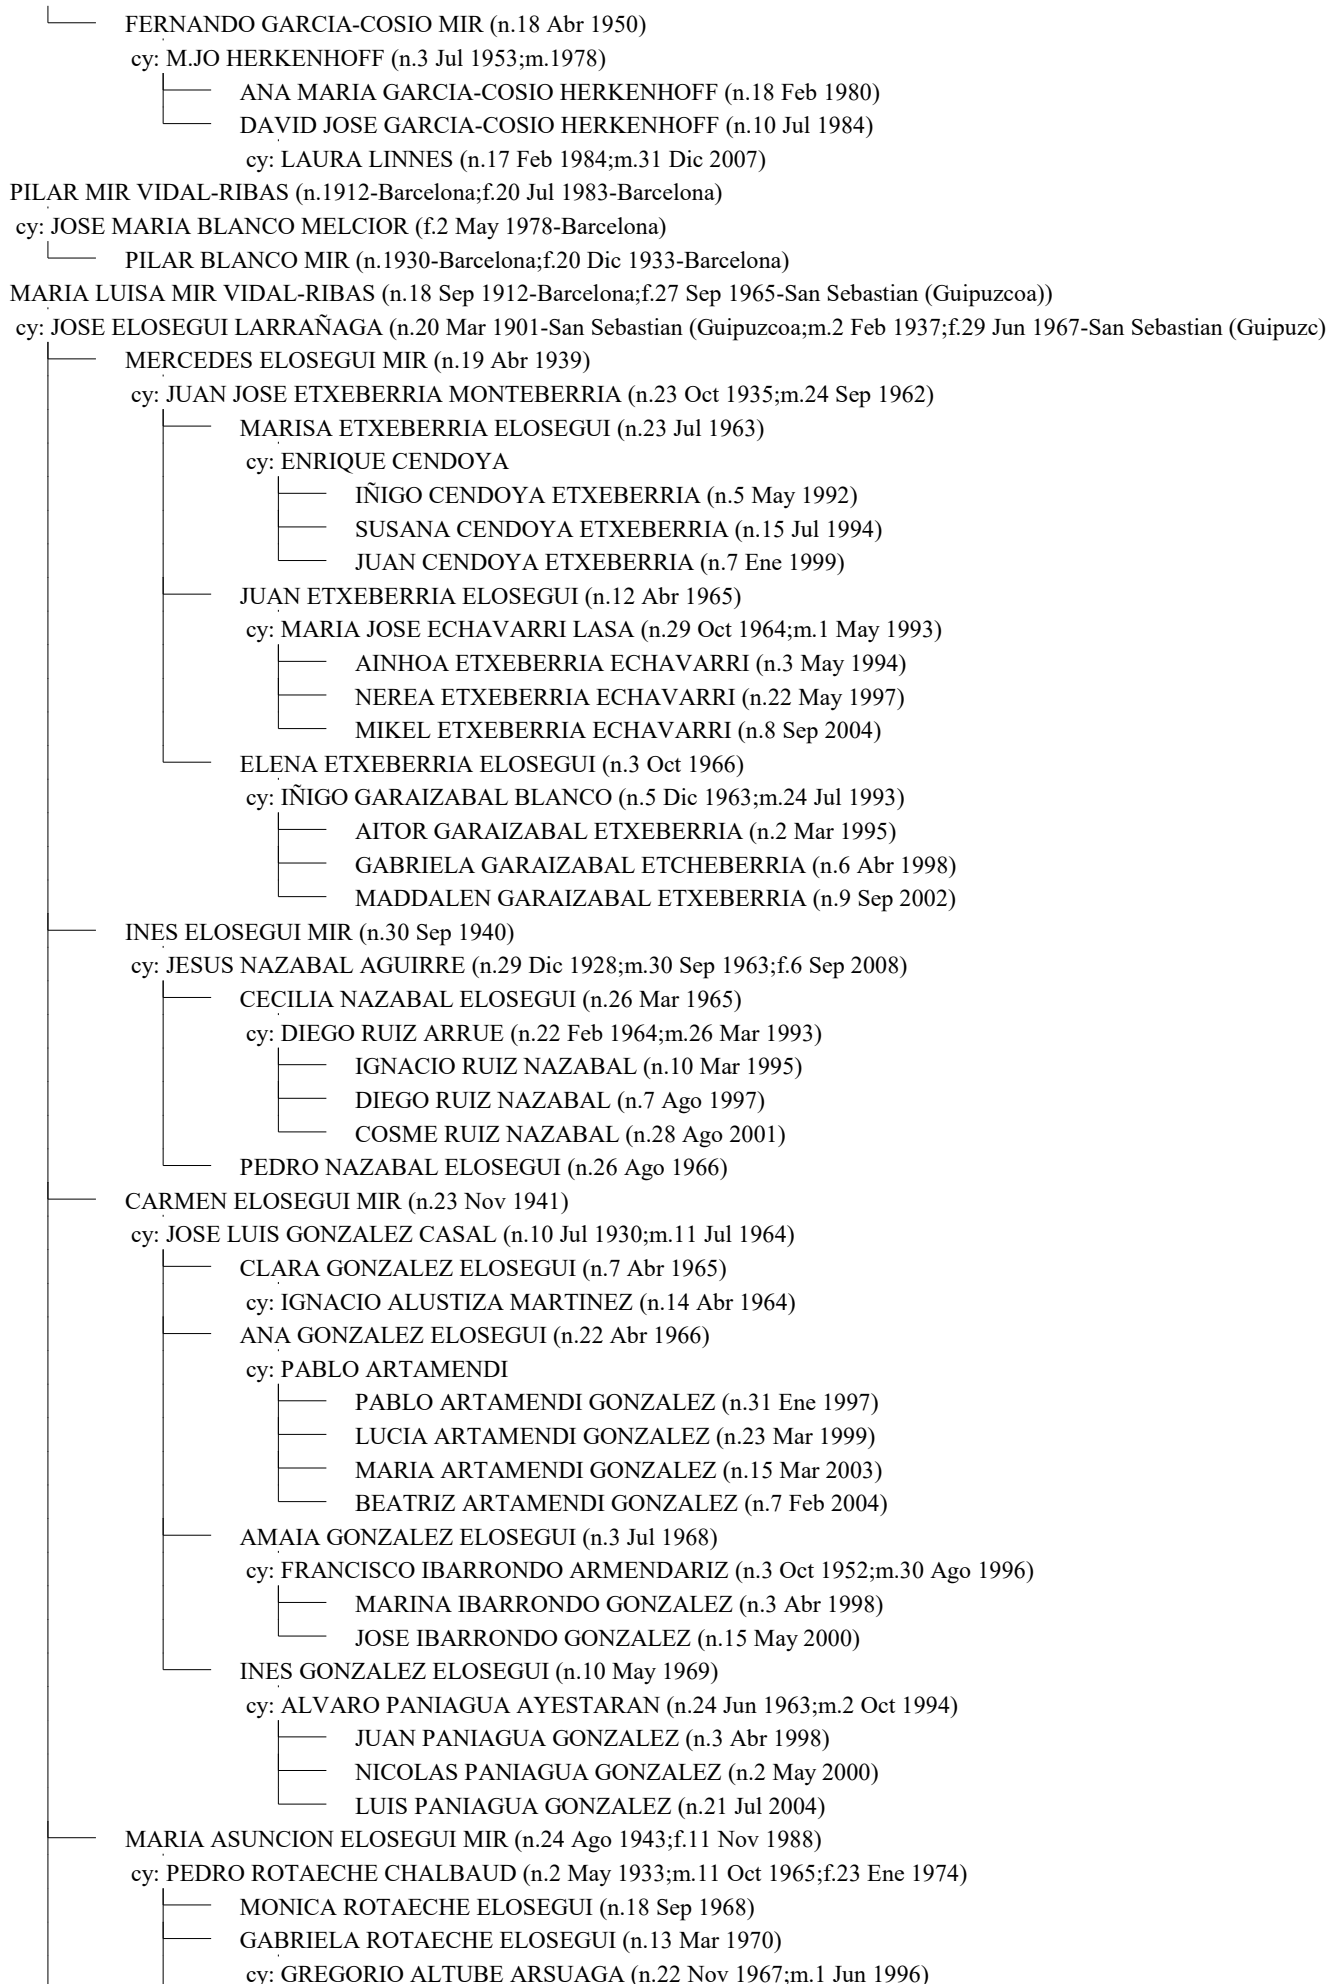 FERNANDO GARCIA-COSIO MIR (n.18 Abr 1950)
cy: M.JO HERKENHOFF (n.3 Jul 1953;m.1978)
ANA MARIA GARCIA-COSIO HERKENHOFF (n.18 Feb 1980)
DAVID JOSE GARCIA-COSIO HERKENHOFF (n.10 Jul 1984)
cy: LAURA LINNES (n.17 Feb 1984;m.31 Dic 2007)
PILAR MIR VIDAL-RIBAS (n.1912-Barcelona;f.20 Jul 1983-Barcelona)
cy: JOSE MARIA BLANCO MELCIOR (f.2 May 1978-Barcelona)
PILAR BLANCO MIR (n.1930-Barcelona;f.20 Dic 1933-Barcelona)
MARIA LUISA MIR VIDAL-RIBAS (n.18 Sep 1912-Barcelona;f.27 Sep 1965-San Sebastian (Guipuzcoa))
cy: JOSE ELOSEGUI LARRAÑAGA (n.20 Mar 1901-San Sebastian (Guipuzcoa;m.2 Feb 1937;f.29 Jun 1967-San Sebastian (Guipuzc)
MERCEDES ELOSEGUI MIR (n.19 Abr 1939)
cy: JUAN JOSE ETXEBERRIA MONTEBERRIA (n.23 Oct 1935;m.24 Sep 1962)
MARISA ETXEBERRIA ELOSEGUI (n.23 Jul 1963)
cy: ENRIQUE CENDOYA
IÑIGO CENDOYA ETXEBERRIA (n.5 May 1992)
SUSANA CENDOYA ETXEBERRIA (n.15 Jul 1994)
JUAN CENDOYA ETXEBERRIA (n.7 Ene 1999)
JUAN ETXEBERRIA ELOSEGUI (n.12 Abr 1965)
cy: MARIA JOSE ECHAVARRI LASA (n.29 Oct 1964;m.1 May 1993)
AINHOA ETXEBERRIA ECHAVARRI (n.3 May 1994)
NEREA ETXEBERRIA ECHAVARRI (n.22 May 1997)
MIKEL ETXEBERRIA ECHAVARRI (n.8 Sep 2004)
ELENA ETXEBERRIA ELOSEGUI (n.3 Oct 1966)
cy: IÑIGO GARAIZABAL BLANCO (n.5 Dic 1963;m.24 Jul 1993)
AITOR GARAIZABAL ETXEBERRIA (n.2 Mar 1995)
GABRIELA GARAIZABAL ETCHEBERRIA (n.6 Abr 1998)
MADDALEN GARAIZABAL ETXEBERRIA (n.9 Sep 2002)
INES ELOSEGUI MIR (n.30 Sep 1940)
cy: JESUS NAZABAL AGUIRRE (n.29 Dic 1928;m.30 Sep 1963;f.6 Sep 2008)
CECILIA NAZABAL ELOSEGUI (n.26 Mar 1965)
cy: DIEGO RUIZ ARRUE (n.22 Feb 1964;m.26 Mar 1993)
IGNACIO RUIZ NAZABAL (n.10 Mar 1995)
DIEGO RUIZ NAZABAL (n.7 Ago 1997)
COSME RUIZ NAZABAL (n.28 Ago 2001)
PEDRO NAZABAL ELOSEGUI (n.26 Ago 1966)
CARMEN ELOSEGUI MIR (n.23 Nov 1941)
cy: JOSE LUIS GONZALEZ CASAL (n.10 Jul 1930;m.11 Jul 1964)
CLARA GONZALEZ ELOSEGUI (n.7 Abr 1965)
cy: IGNACIO ALUSTIZA MARTINEZ (n.14 Abr 1964)
ANA GONZALEZ ELOSEGUI (n.22 Abr 1966)
cy: PABLO ARTAMENDI
PABLO ARTAMENDI GONZALEZ (n.31 Ene 1997)
LUCIA ARTAMENDI GONZALEZ (n.23 Mar 1999)
MARIA ARTAMENDI GONZALEZ (n.15 Mar 2003)
BEATRIZ ARTAMENDI GONZALEZ (n.7 Feb 2004)
AMAIA GONZALEZ ELOSEGUI (n.3 Jul 1968)
cy: FRANCISCO IBARRONDO ARMENDARIZ (n.3 Oct 1952;m.30 Ago 1996)
MARINA IBARRONDO GONZALEZ (n.3 Abr 1998)
JOSE IBARRONDO GONZALEZ (n.15 May 2000)
INES GONZALEZ ELOSEGUI (n.10 May 1969)
cy: ALVARO PANIAGUA AYESTARAN (n.24 Jun 1963;m.2 Oct 1994)
JUAN PANIAGUA GONZALEZ (n.3 Abr 1998)
NICOLAS PANIAGUA GONZALEZ (n.2 May 2000)
LUIS PANIAGUA GONZALEZ (n.21 Jul 2004)
MARIA ASUNCION ELOSEGUI MIR (n.24 Ago 1943;f.11 Nov 1988)
cy: PEDRO ROTAECHE CHALBAUD (n.2 May 1933;m.11 Oct 1965;f.23 Ene 1974)
MONICA ROTAECHE ELOSEGUI (n.18 Sep 1968)
GABRIELA ROTAECHE ELOSEGUI (n.13 Mar 1970)
cy: GREGORIO ALTUBE ARSUAGA (n.22 Nov 1967;m.1 Jun 1996)